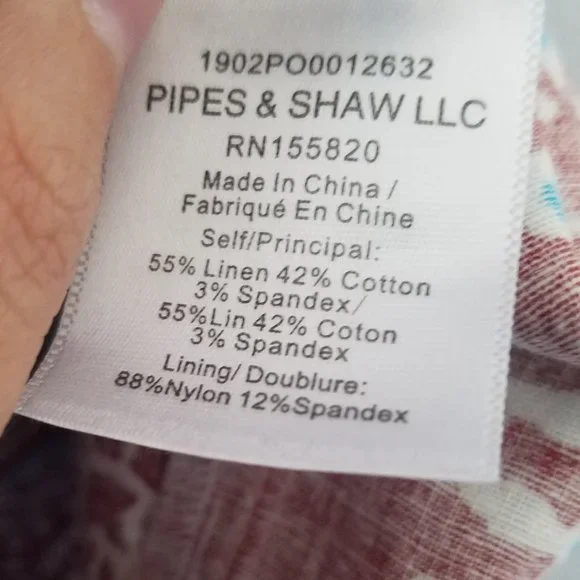 1902PO0012632
PIPES & SHAW LLC
RN155820
Made In China /
Fabriqué En Chine
Self/Principal:
55% Linen 42% Cotton
3% Spandex/
55%Lin 42% Coton
3% Spandex
Lining/ Doublure:
88%Nylon 12%Spandex